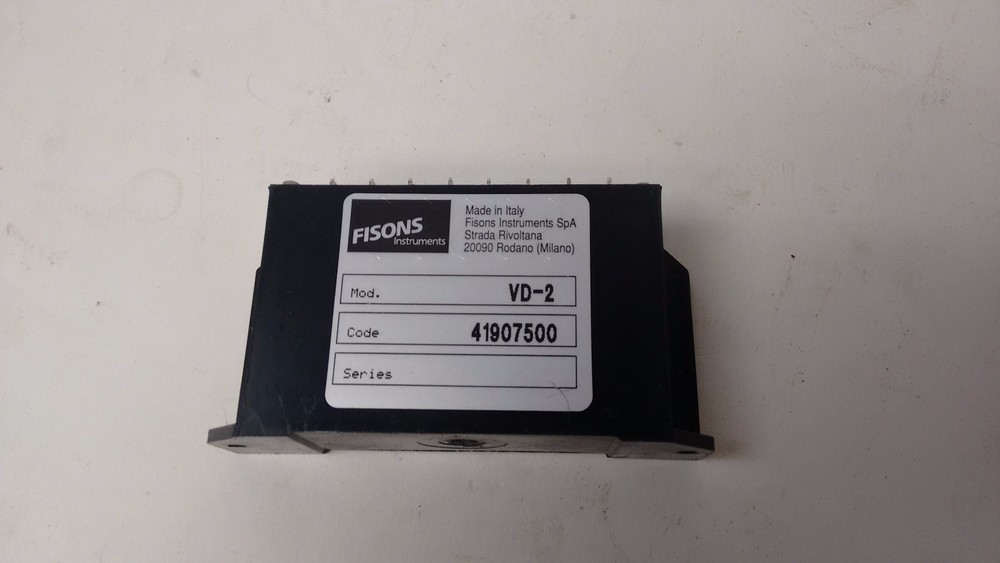 FISONS
Instruments
Made in Italy
Fisons Instruments SpA
Strada Rivoltana
20090 Rodano (Milano)
Mod. VD-2
Code 41907500
Series